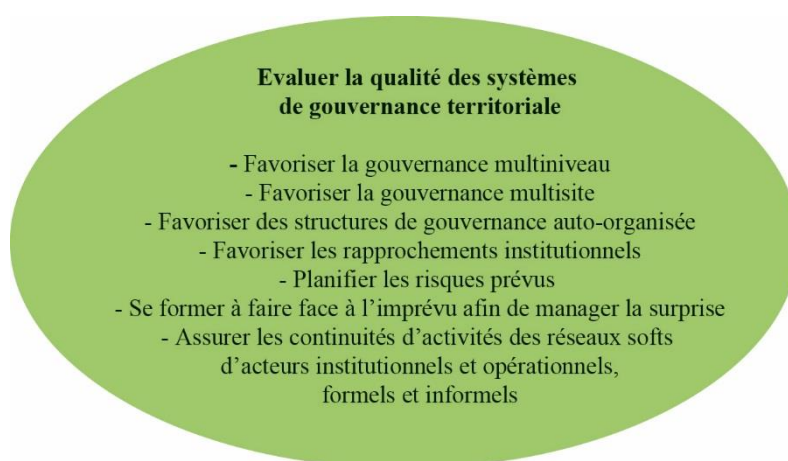 Evaluer la qualité des systèmes
de gouvernance territoriale
- Favoriser la gouvernance multiniveau
- Favoriser la gouvernance multisite
- Favoriser des structures de gouvernance auto-organisée
- Favoriser les rapprochements institutionnels
- Planifier les risques prévus
- Se former à faire face à l’imprévu afin de manager la surprise
- Assurer les continuités d’activités des réseaux softs
d’acteurs institutionnels et opérationnels,
formels et informels